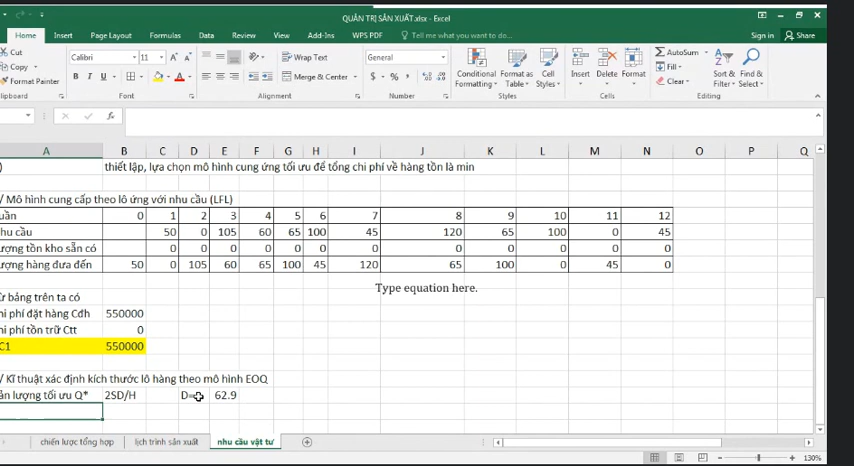 QUẢN TRỊ SẢN XUẤT.xlsx - Excel
Home Insert Page Layout Formulas Data Review View Add-Ins WPS PDF Tell me what you want to do... Sign in Share
Cut
Copy
Format Painter
Calibri 11
B I U
Wrap Text
Merge & Center
General
$ % ,
Conditional Formatting
Format as Table
Cell Styles
Insert Delete Format
AutoSum
Fill
Clear
Sort & Filter
Find & Select
Font Alignment Number Styles Cells Editing
A B C D E F G H I J K L M N O P Q
thiết lập, lựa chọn mô hình cung ứng tối ưu để tổng chi phí về hàng tồn là min
/ Mô hình cung cấp theo lô ứng với nhu cầu (LFL)
uần 0 1 2 3 4 5 6 7 8 9 10 11 12
hu cầu 50 0 105 60 65 100 45 120 65 100 0 45
ượng tồn kho sẵn có 0 0 0 0 0 0 0 0 0 0 0 0
ượng hàng đưa đến 50 0 105 60 65 100 45 120 65 100 0 45 0
Type equation here.
ừ bảng trên ta có
hi phí đặt hàng Cdh 550000
hi phí tồn trữ Ctt 0
C1 550000
/ Kĩ thuật xác định kích thước lô hàng theo mô hình EOQ
ản lượng tối ưu Q* 2SD/H D= 62.9
chiến lược tổng hợp lịch trình sản xuất nhu cầu vật tư
130%